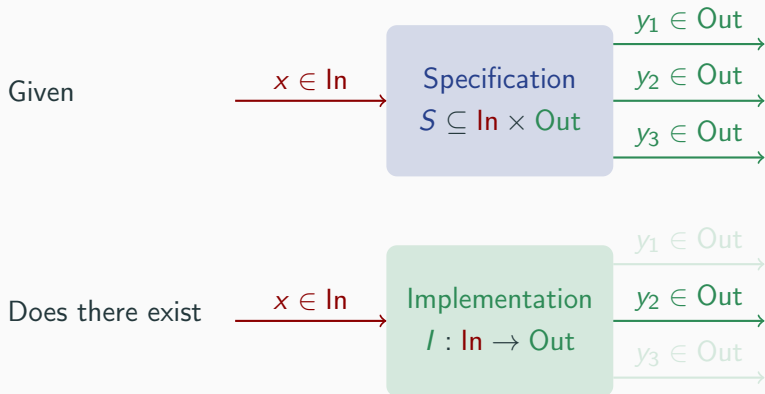 y₁ ∈ Out
Given
x ∈ In
Specification
S ⊆ In × Out
y₂ ∈ Out
y₃ ∈ Out
y₁ ∈ Out
Does there exist
x ∈ In
Implementation
I : In → Out
y₂ ∈ Out
y₃ ∈ Out